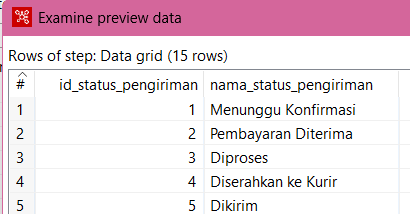 Examine preview data
Rows of step: Data grid (15 rows)
# id_status_pengiriman nama_status_pengiriman
1 1 Menunggu Konfirmasi
2 2 Pembayaran Diterima
3 3 Diproses
4 4 Diserahkan ke Kurir
5 5 Dikirim